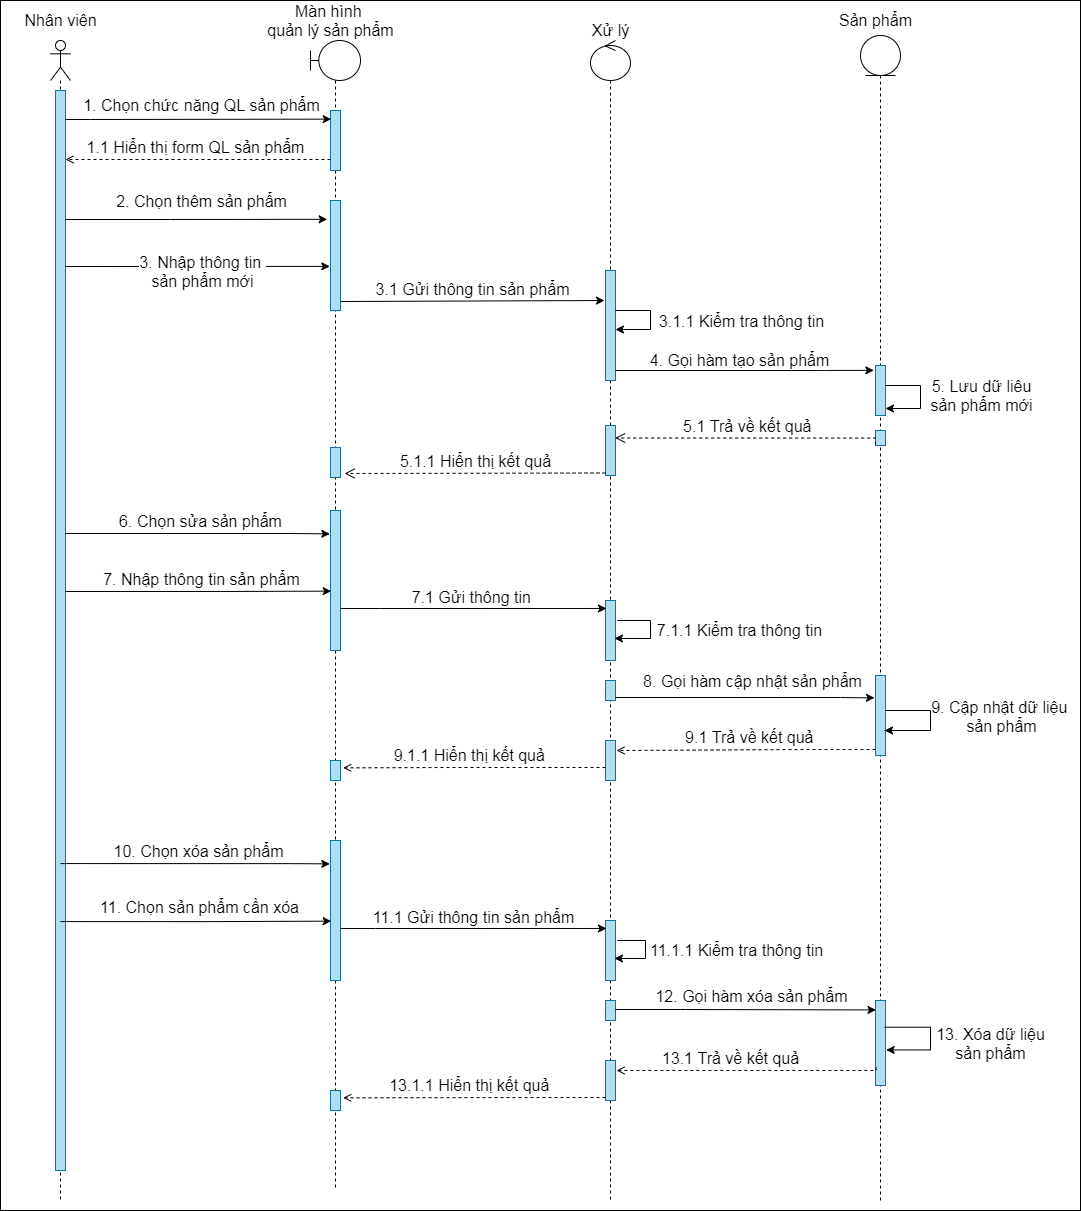 Nhân viên
Màn hình
quản lý sản phẩm
Xử lý
Sản phẩm
1. Chọn chức năng QL sản phẩm
1.1 Hiển thị form QL sản phẩm
2. Chọn thêm sản phẩm
3. Nhập thông tin
sản phẩm mới
3.1 Gửi thông tin sản phẩm
3.1.1 Kiểm tra thông tin
4. Gọi hàm tạo sản phẩm
5. Lưu dữ liêu
sản phẩm mới
5.1 Trả về kết quả
5.1.1 Hiển thị kết quả
6. Chọn sửa sản phẩm
7. Nhập thông tin sản phẩm
7.1 Gửi thông tin
7.1.1 Kiểm tra thông tin
8. Gọi hàm cập nhật sản phẩm
9. Cập nhật dữ liệu
sản phẩm
9.1 Trả về kết quả
9.1.1 Hiển thị kết quả
10. Chọn xóa sản phẩm
11. Chọn sản phẩm cần xóa
11.1 Gửi thông tin sản phẩm
11.1.1 Kiểm tra thông tin
12. Gọi hàm xóa sản phẩm
13. Xóa dữ liệu
sản phẩm
13.1 Trả về kết quả
13.1.1 Hiển thị kết quả